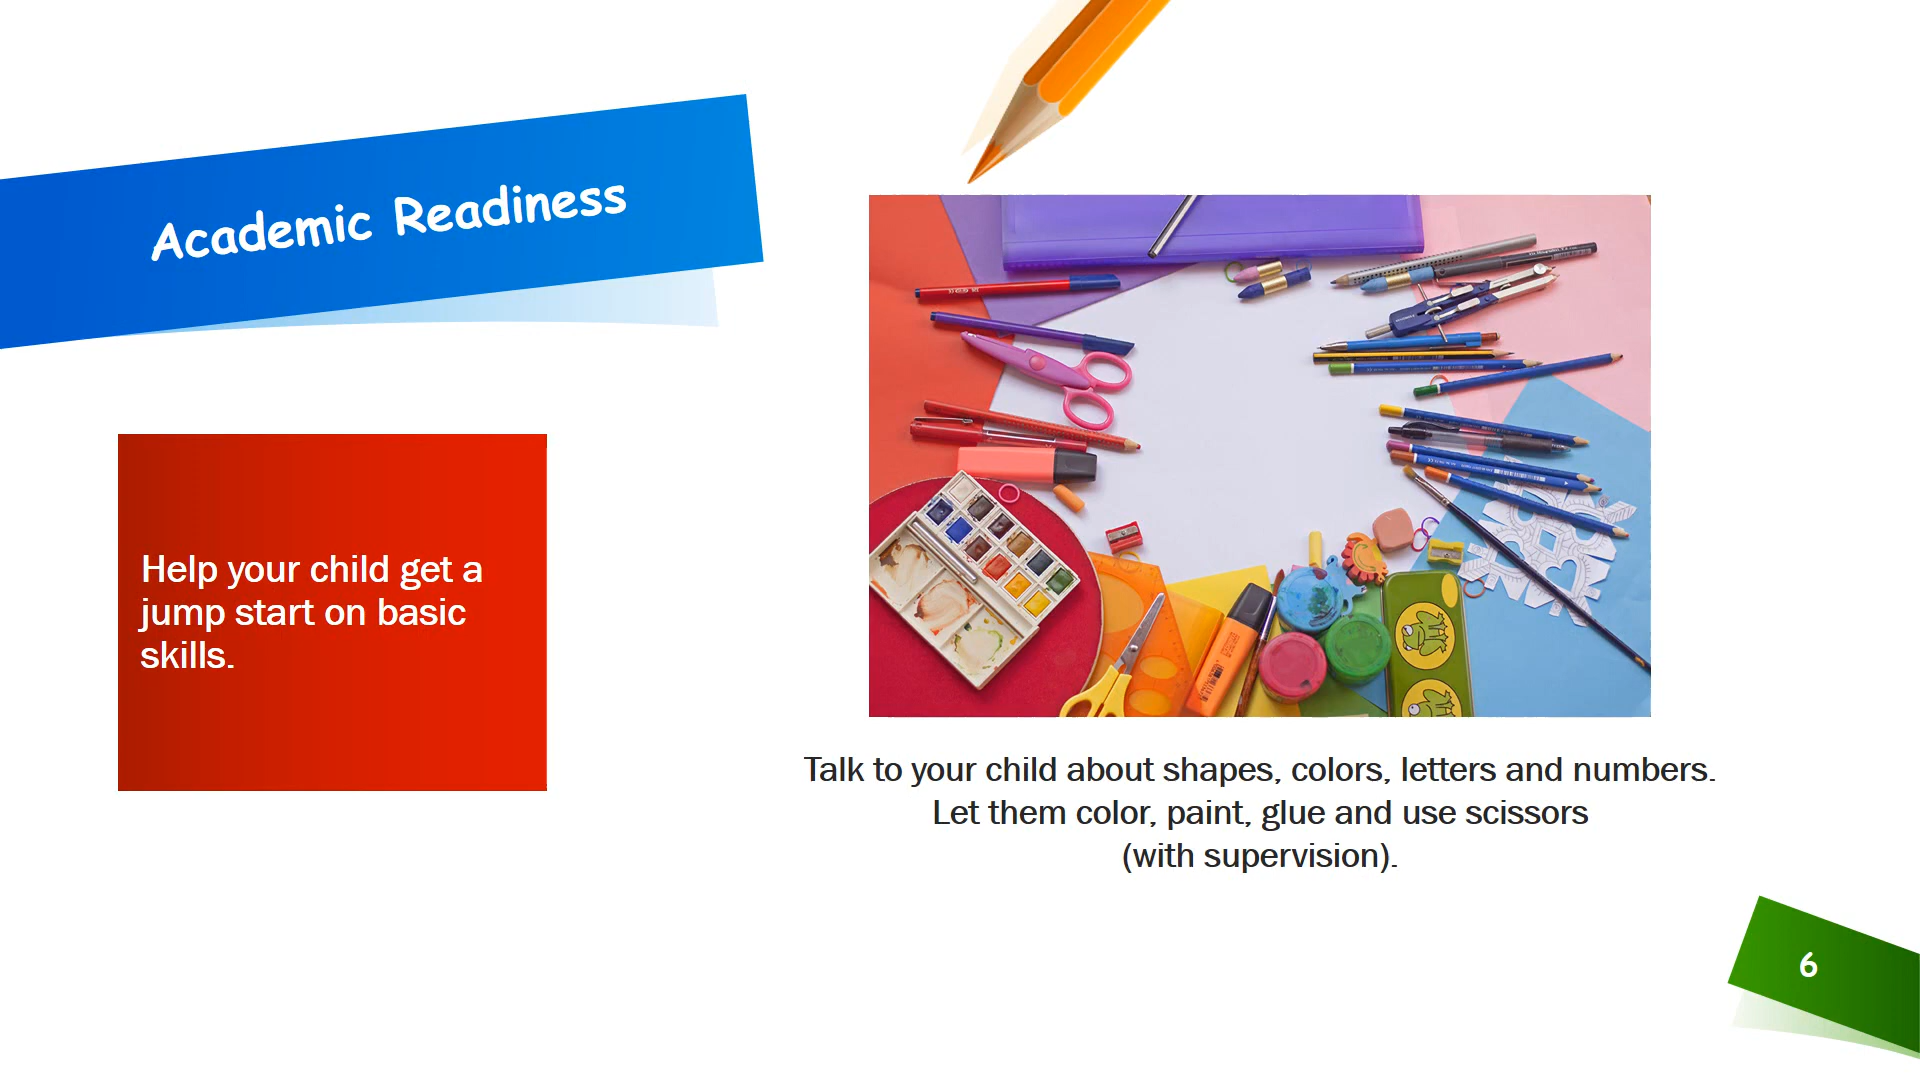 Academic Readiness
Help your child get a
jump start on basic
skills.
Talk to your child about shapes, colors, letters and numbers.
Let them color, paint, glue and use scissors
(with supervision).
6